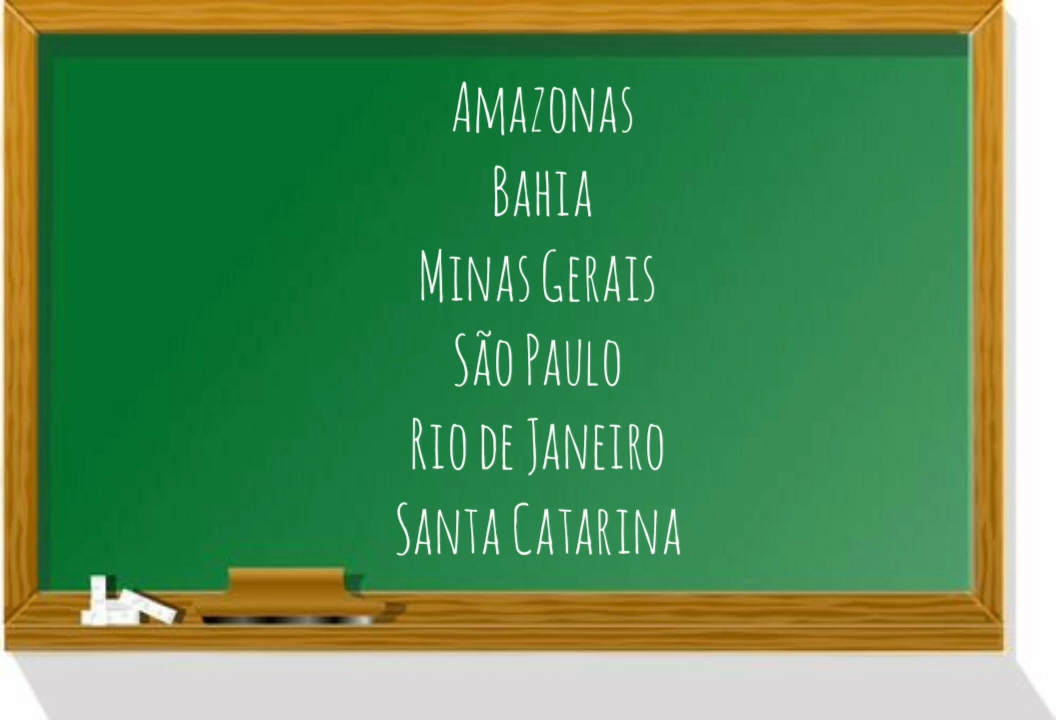 Amazonas
Bahia
Minas Gerais
São Paulo
Rio de Janeiro
Santa Catarina